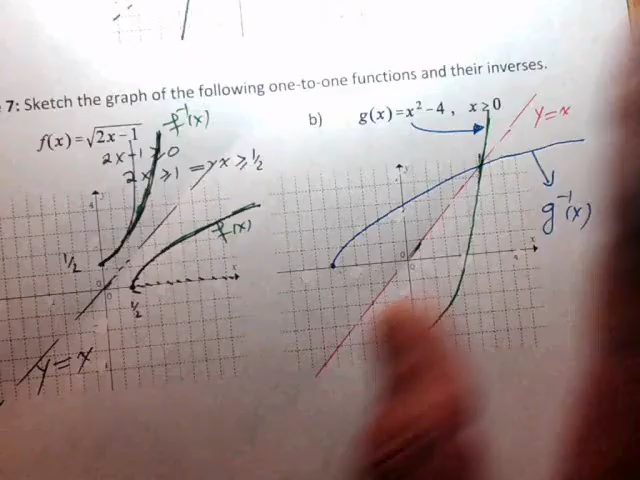 7: Sketch the graph of the following one-to-one functions and their inverses.
f(x) = √2x−1
2x−1 ≥0
2x ≥1 ⇒ x ≥ 1/2
f⁻¹(x)
f(x)
1/2
1/2
y=x
b) g(x) = x² − 4 , x ≥ 0
y=x
g⁻¹(x)